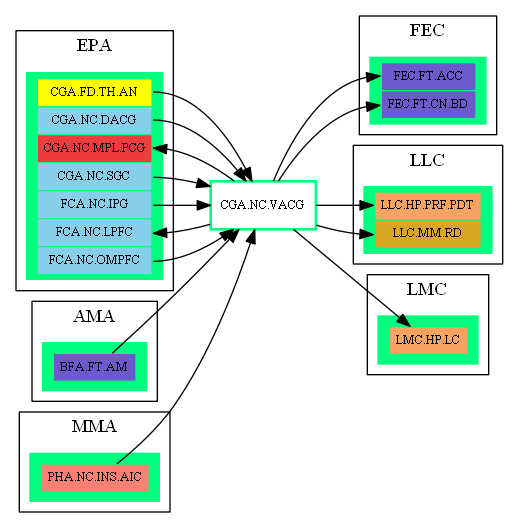 EPA
CGA.FD.TH.AN
CGA.NC.DACG
CGA.NC.MPL.PCG
CGA.NC.SGC
FCA.NC.IPG
FCA.NC.LPFC
FCA.NC.OMPFC
AMA
BFA.FT.AM
MMA
PHA.NC.INS.AIC
CGA.NC.VACG
FEC
FEC.FT.ACC
FEC.FT.CN.BD
LLC
LLC.HP.PRF.PDT
LLC.MM.RD
LMC
LMC.HP.LC